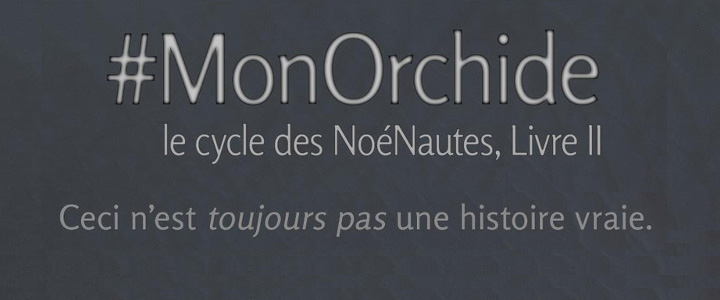 #MonOrchide
le cycle des NoéNautes, Livre II
Ceci n’est toujours pas une histoire vraie.